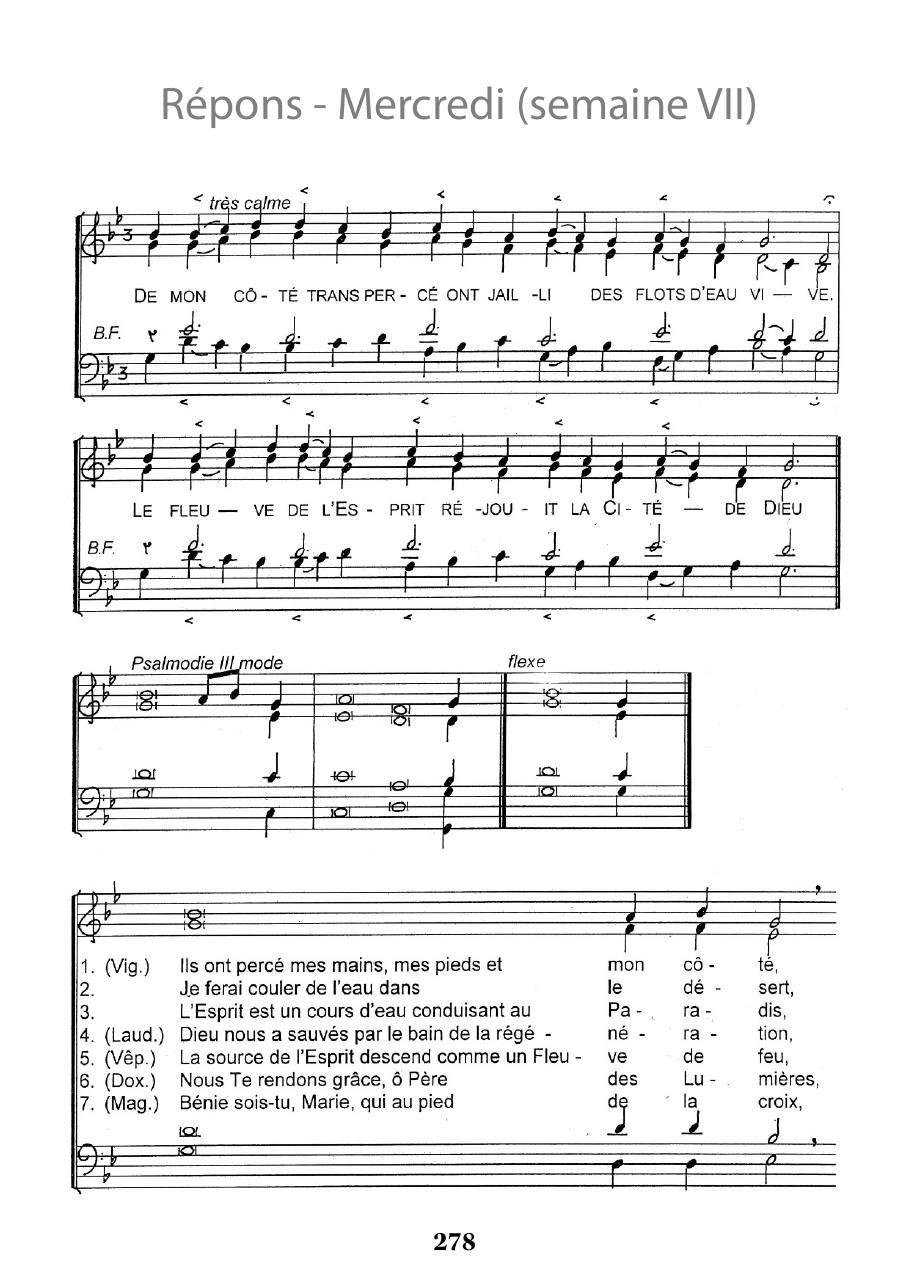 Répons - Mercredi (semaine VII)
très calme
3
DE MON CÔ - TÉ TRANSPER - CÉ ONT JAIL -LI DES FLOTS D'EAU VI — VE.
B.F.
3
LE FLEU — VE DE L'ES - PRIT RÉ -JOU - IT LA CI - TÉ — DE DIEU
B.F.
Psalmodie III mode flexe
1. (Vig.) Ils ont percé mes mains, mes pieds et mon cô - té,
2. Je ferai couler de l'eau dans le dé - sert,
3. L'Esprit est un cours d'eau conduisant au Pa - ra - dis,
4. (Laud.) Dieu nous a sauvés par le bain de la régé - né - ra - tion,
5. (Vêp.) La source de l'Esprit descend comme un Fleu - ve de feu,
6. (Dox.) Nous Te rendons grâce, ô Père des Lu - mières,
7. (Mag.) Bénie sois-tu, Marie, qui au pied de la croix,
278